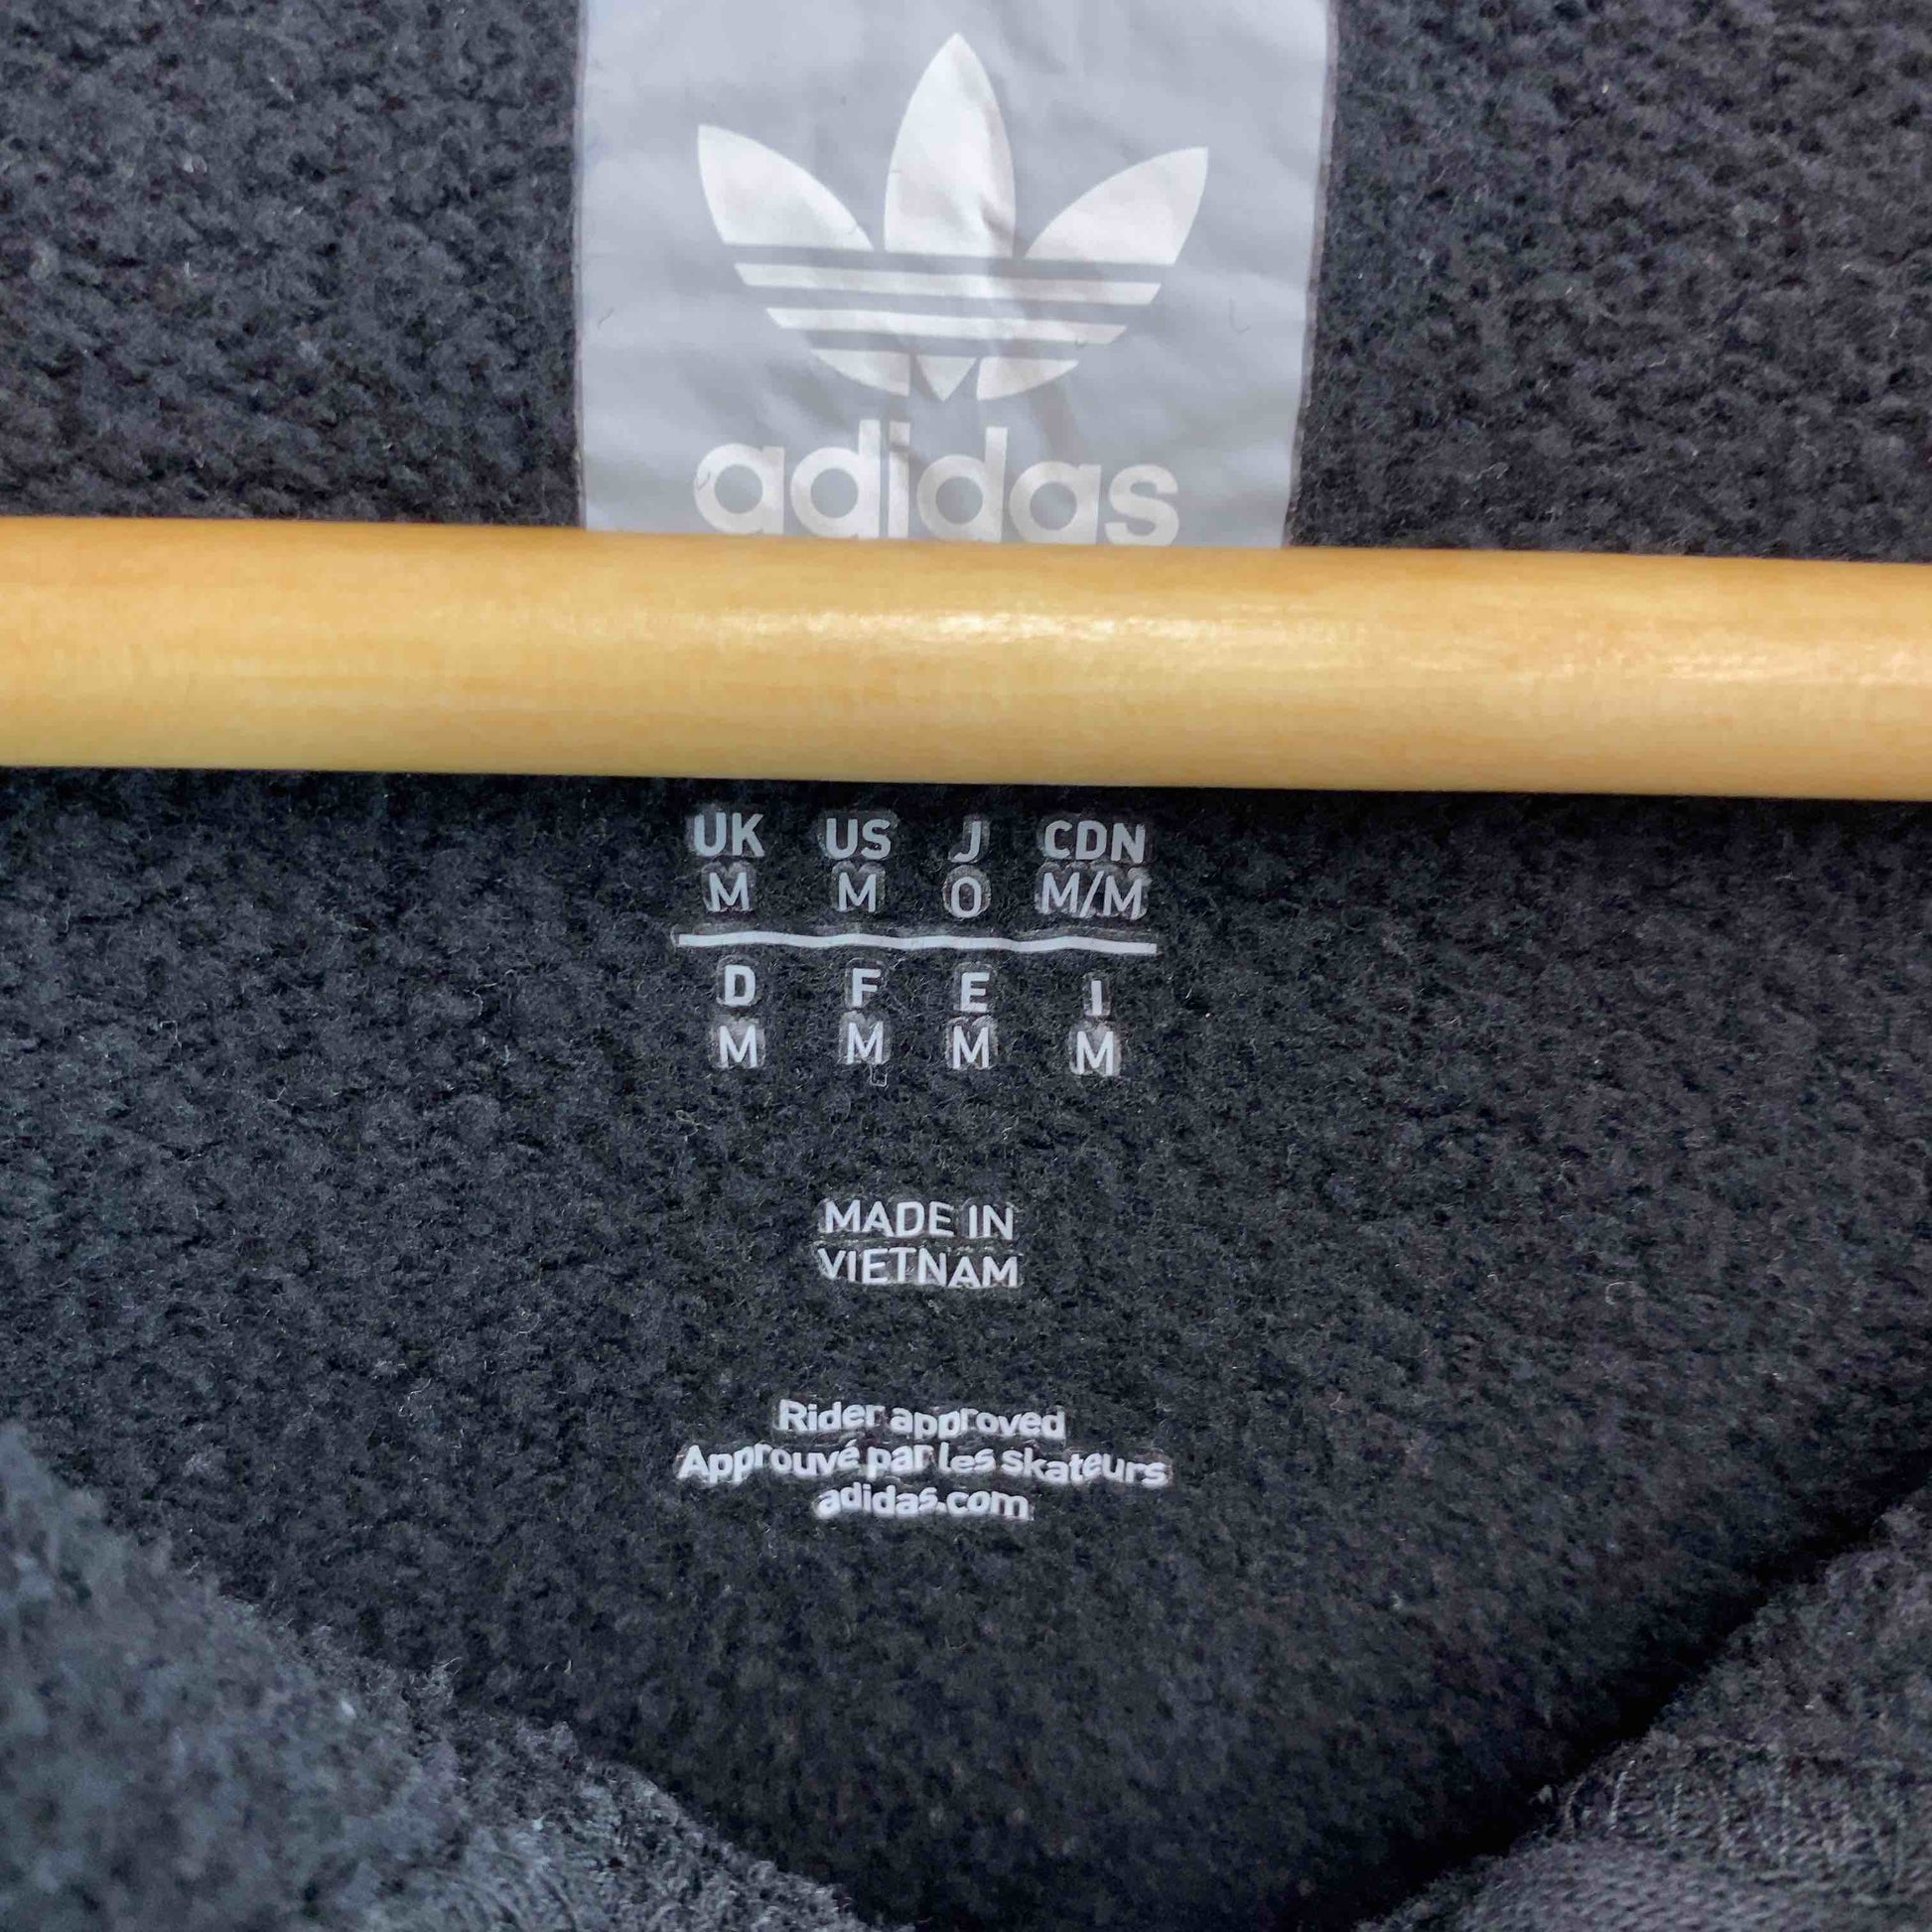 adidas
UK US J CDN
M M O M/M
D F E I
M M M M
MADE IN
VIETNAM
Rider approved
Approuvé par les skateurs
adidas.com